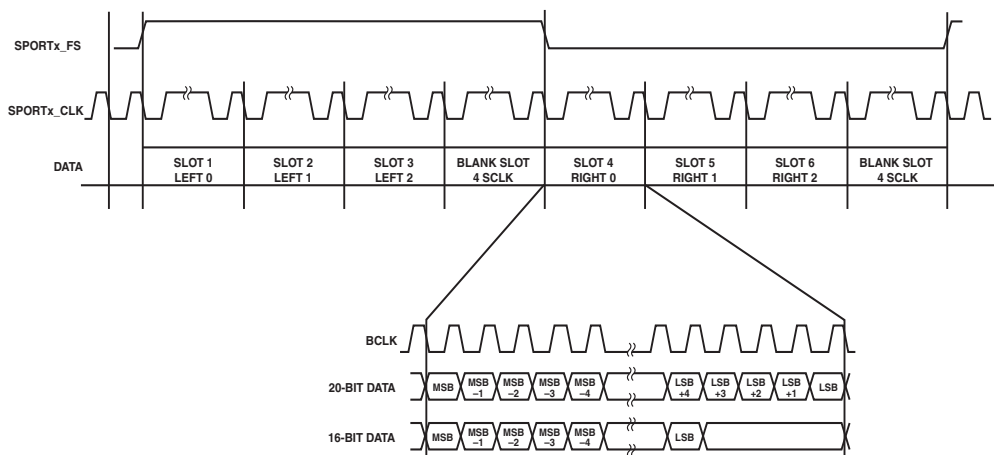 SPORTx_FS
SPORTx_CLK
DATA
SLOT 1
LEFT 0
SLOT 2
LEFT 1
SLOT 3
LEFT 2
BLANK SLOT
4 SCLK
SLOT 4
RIGHT 0
SLOT 5
RIGHT 1
SLOT 6
RIGHT 2
BLANK SLOT
4 SCLK
BCLK
20-BIT DATA
MSB
MSB
–1
MSB
–2
MSB
–3
MSB
–4
LSB
+4
LSB
+3
LSB
+2
LSB
+1
LSB
16-BIT DATA
MSB
MSB
–1
MSB
–2
MSB
–3
MSB
–4
LSB